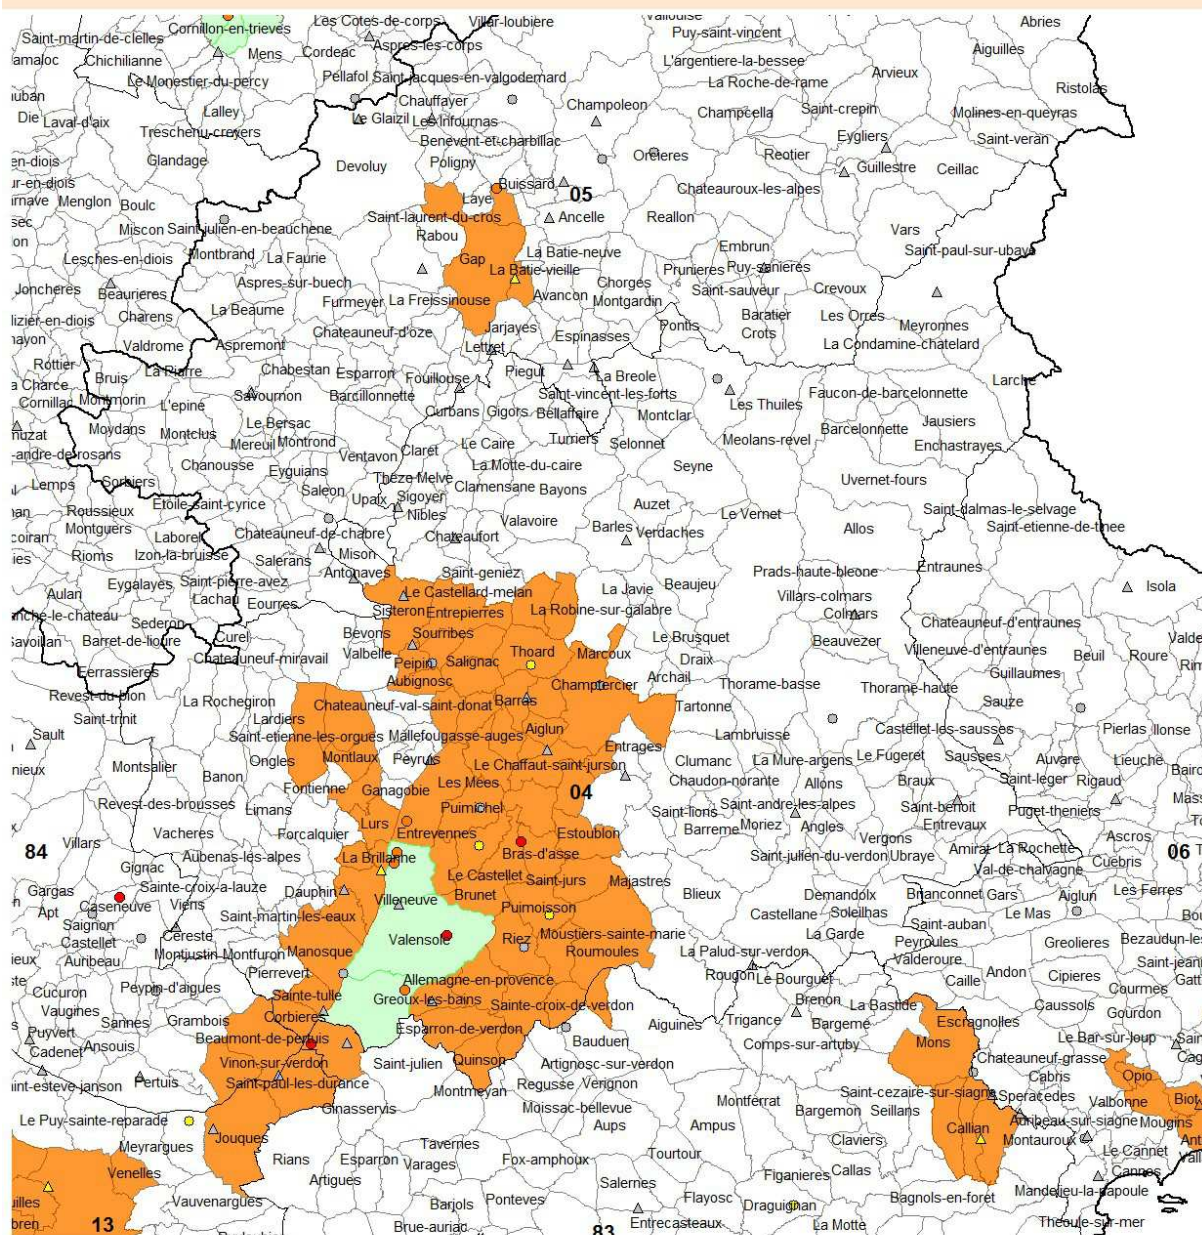 Cornillon-en-trieves
Les Cotes-de-corps
Villar-loubiere
Vallouise
Abries
Saint-martin-de-clelles
Aspres-les-corps
Puy-saint-vincent
Mens
Cordeac
Aiguilles
Chichilianne
L'argentiere-la-bessee
Pellafol
Saint-jacques-en-valgodemard
Arvieux
Le Monestier-du-percy
La Roche-de-rame
Ristolas
Chauffayer
Champoleon
Champcella
Saint-crepin
Molines-en-queyras
Lalley
Le Glaizil
Les Infournas
Die
Laval-d'aix
Treschenu-creyers
Benevent-et-charbillac
Eygliers
Saint-veran
Glandage
Devoluy
Poligny
Orcieres
Reotier
Guillestre
Ceillac
Buissard
05
Chateauroux-les-alpes
Menglon
Boulc
Laye
Saint-laurent-du-cros
Ancelle
Reallon
Miscon
Saint-julien-en-beauchene
Rabou
Vars
Embrun
Saint-paul-sur-ubaye
Lesches-en-diois
Montbrand
La Faurie
Gap
La Batie-neuve
La Batie-vieille
Prunieres
Puy-sanieres
Joncheres
Beaurieres
Aspres-sur-buech
Chorges
Saint-sauveur
Crevoux
Furmeyer
La Freissinouse
Avancon
Montgardin
La Beaume
Charens
Baratier
Les Orres
Meyronnes
Jarjayes
Pontis
Crots
Chateauneuf-d'oze
Espinasses
Valdrome
Aspremont
Lettret
La Condamine-chatelard
Rottier
Bruis
La Piarre
Chabestan
Esparron
Fouillouse
Piegut
La Breole
Larche
Montmorin
L'epine
Savournon
Barcillonnette
Saint-vincent-les-forts
Faucon-de-barcelonnette
Curbans
Gigors
Bellaffaire
Montclar
Les Thuiles
Jausiers
Moydans
Montclus
Le Bersac
Mereuil
Montrond
Le Caire
Turriers
Selonnet
Meolans-revel
Barcelonnette
Enchastrayes
Ventavon
Claret
Chanousse
Eyguians
La Motte-du-caire
Seyne
Lemps
Sorbiers
Theze
Melve
Clamensane
Bayons
Uvernet-fours
Saleon
Upaix
Sigoyer
Auzet
Etoile-saint-cyrice
Roussieux
Nibles
Valavoire
Le Vernet
Saint-dalmas-le-selvage
Montguers
Barles
Verdaches
Allos
Saint-etienne-de-tinee
Laborel
Chateauneuf-de-chabre
Chateaufort
Rioms
Izon-la-bruisse
Salerans
Mison
Antonaves
Saint-geniez
La Javie
Beaujeu
Prads-haute-bleone
Entraunes
Eygalayes
Saint-pierre-avez
Le Castellard-melan
Villars-colmars
Isola
Aulan
Lachau
Eourres
Sisteron
Entrepierres
La Robine-sur-galabre
Colmars
Chateauneuf-d'entraunes
Sederon
Curel
Bevons
Sourribes
Le Brusquet
Beauvezer
Savoillan
Barret-de-lioure
Valbelle
Thoard
Marcoux
Villeneuve-d'entraunes
Beuil
Roure
Chateauneuf-miravail
Peipin
Salignac
Draix
Guillaumes
Ferrassières
Aubignosc
Champtercier
Archail
Thorame-basse
Thorame-haute
Revest-du-bion
La Rochegiron
Chateauneuf-val-saint-donat
Barras
Tartonne
Sauze
Saint-trinit
Lardiers
Sault
Saint-etienne-les-orgues
Mallefougasse-auges
Aiglun
Lambruisse
Castellet-les-sausses
Pierlas
Ilonse
Montsalier
Banon
Ongles
Montlaux
Peyruis
Le Chaffaut-saint-jurson
Entrages
Clumanc
La Mure-argens
Le Fugeret
Sausses
Auvare
Lieuche
Fontienne
Ganagobie
Les Mees
Chaudon-norante
Allons
Braux
Saint-leger
Rigaud
04
Revest-des-brousses
Limans
Puimichel
Saint-lions
Saint-andre-les-alpes
Saint-benoit
Puget-theniers
Lurs
Vacheres
Forcalquier
Entrevennes
Estoublon
Barreme
Moriez
Angles
Entrevaux
Ascros
Villars
84
Aubenas-les-alpes
La Brillanne
Bras-d'asse
Vergons
Saint-julien-du-verdon
Ubraye
Amirat
La Rochette
06
Gignac
Cuebris
Sainte-croix-a-lauze
Dauphin
Le Castellet
Saint-jurs
Majastres
Val-de-chalvagne
Gargas
Viens
Brunet
Blieux
Demandolx
Brianconnet
Gars
Aiglun
Les Ferres
Apt
Caseneuve
Villeneuve
Puimoisson
Saignon
Saint-martin-les-eaux
Castellane
Soleilhas
Le Mas
Castellet
Cereste
Valensole
Riez
Moustiers-sainte-marie
La Garde
Saint-auban
Auribeau
Montjustin
Montfuron
Manosque
Roumoules
La Palud-sur-verdon
Peyroules
Greolieres
Valderoure
Pierrevert
Rougon
Le Bourguet
Andon
Cipieres
Cucuron
Peypin-d'aigues
Sainte-tulle
Allemagne-en-provence
Caille
Courmes
Vaugines
Corbieres
Greoux-les-bains
Sainte-croix-de-verdon
Brenon
La Bastide
Caussols
Gourdon
Puyvert
Sannes
Grambois
Trigance
Bargeme
Escragnolles
Cadenet
Ansouis
Beaumont-de-pertuis
Esparron-de-verdon
Bauduen
Aiguines
Mons
Le Bar-sur-loup
Vinon-sur-verdon
Saint-julien
Quinson
Artignosc-sur-verdon
Comps-sur-artuby
Chateauneuf-grasse
Pertuis
Saint-paul-les-durance
Montmeyan
Regusse
Verignon
Cabris
Opio
Ginasservis
Moissac-bellevue
Montferrat
Saint-cezaire-sur-siagne
Speracedes
Valbonne
Biot
Le Puy-sainte-reparade
Aups
Ampus
Bargemon
Seillans
Callian
Auribeau-sur-siagne
Mougins
Meyrargues
Jouques
Claviers
Montauroux
Tavernes
Tourtour
Le Cannet
Venelles
Rians
Esparron
Varages
Fox-amphoux
Figanieres
Callas
Cannes
Artigues
Salernes
Mandelieu-la-napoule
Vauvenargues
Barjols
Ponteves
Flayosc
Draguignan
Bagnols-en-foret
13
Brue-auriac
83
Entrecasteaux
La Motte
Theoule-sur-mer